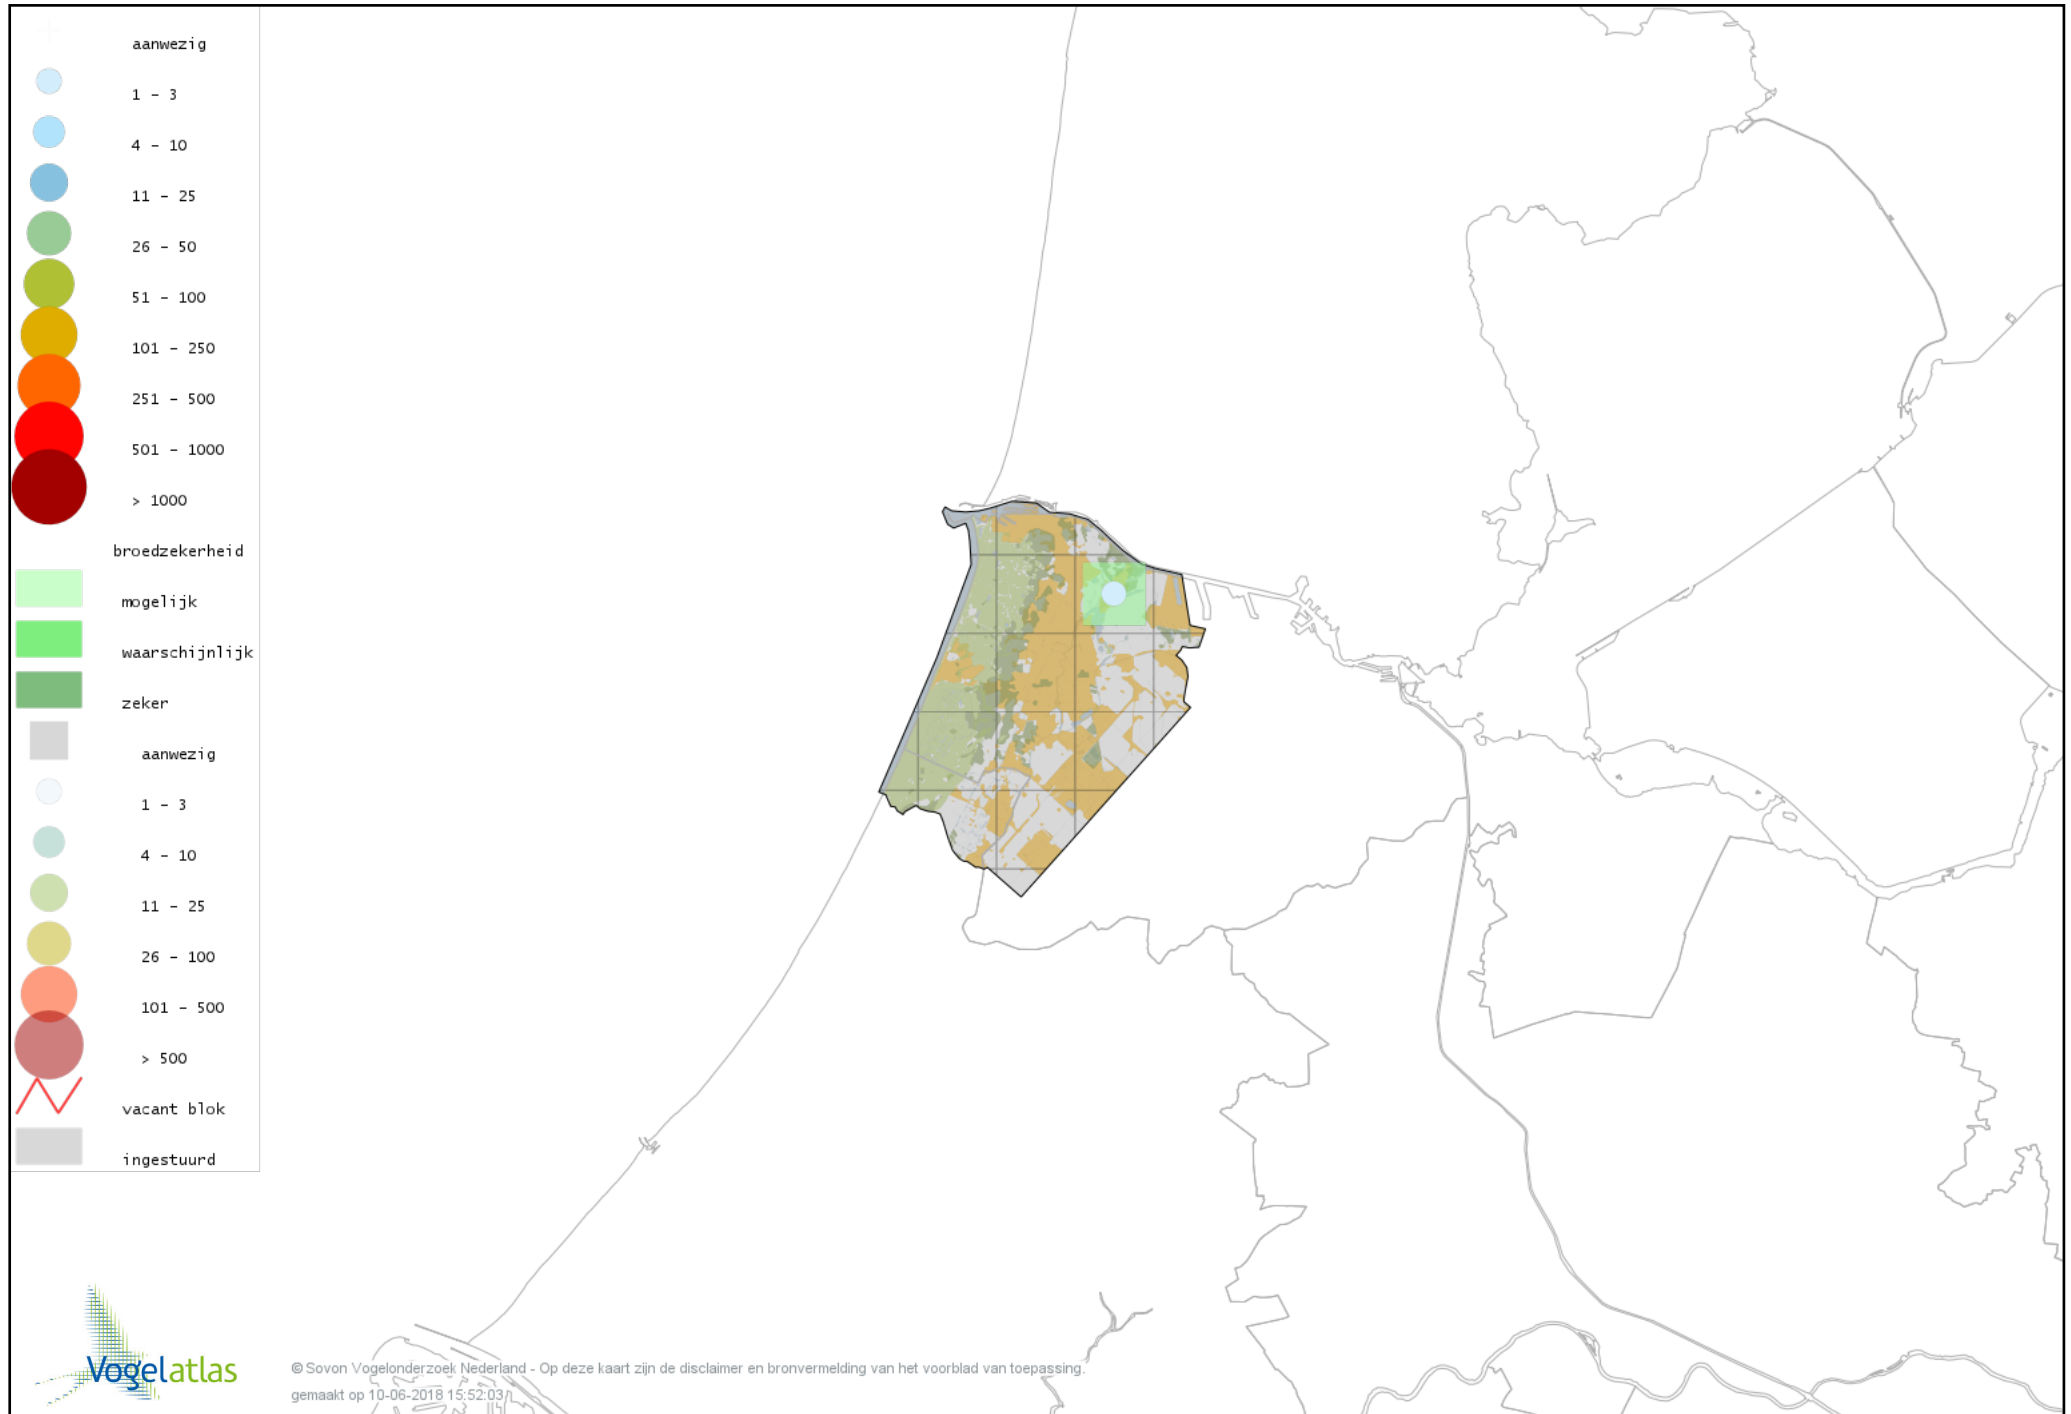 aanwezig
1 - 3
4 - 10
11 - 25
26 - 50
51 - 100
101 - 250
251 - 500
501 - 1000
> 1000
broedzekerheid
mogelijk
waarschijnlijk
zeker
aanwezig
1 - 3
4 - 10
11 - 25
26 - 100
101 - 500
> 500
vacant blok
ingestuurd
Vogelatlas
© Sovon Vogelonderzoek Nederland - Op deze kaart zijn de disclaimer en bronvermelding van het voorblad van toepassing.
gemaakt op 10-06-2018 15:52:03